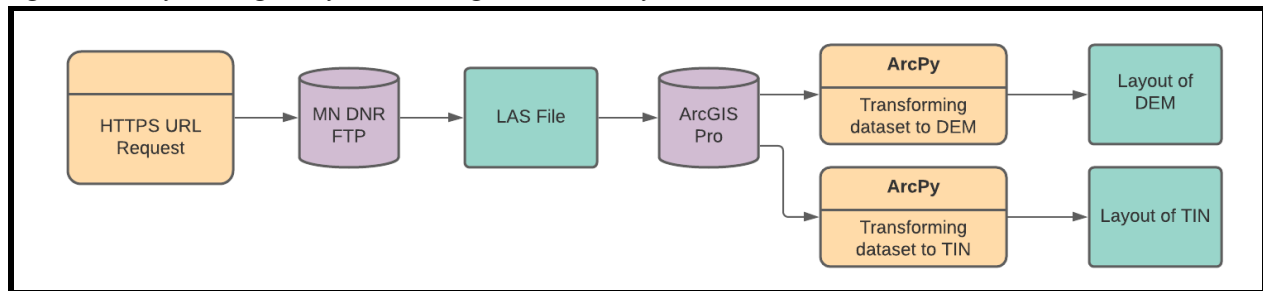 HTTPS URL
Request
MN DNR
FTP
LAS File
ArcGIS
Pro
ArcPy
Transforming
dataset to DEM
Layout of
DEM
ArcPy
Transforming
dataset to TIN
Layout of TIN